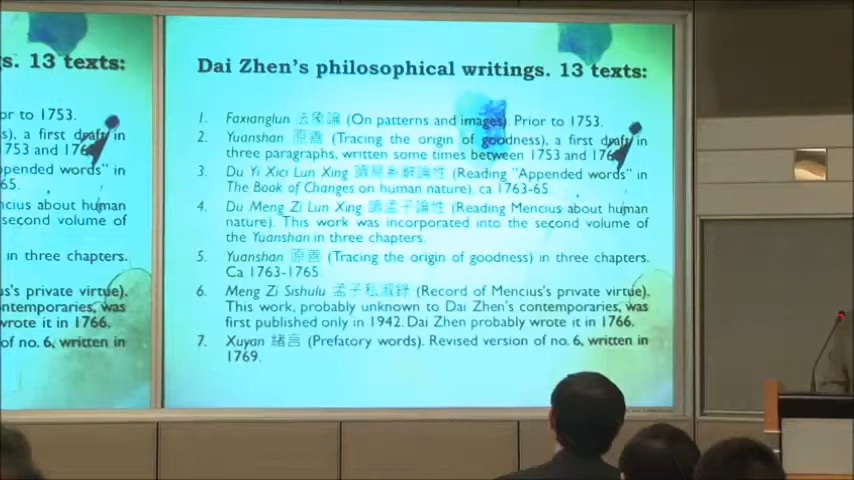 s. 13 texts:
or to 1753.
s), a first draft in
753 and 176
pended words" in
65.
ncius about human
second volume of
in three chapters.
s's private virtue).
ntemporaries, was
wrote it in 1766.
of no. 6, written in
Dai Zhen's philosophical writings. 13 texts:
1. Faxianglun 法象論 (On patterns and images) Prior to 1753.
2. Yuanshan 原善 (Tracing the origin of goodness), a first draft in
three paragraphs, written some times between 1753 and 176
3. Du Yi Xici Lun Xing 讀易繫辭論性 (Reading "Appended words" in
The Book of Changes on human nature) ca 1763-65.
4. Du Meng Zi Lun Xing 讀孟子論性 (Reading Mencius about human
nature). This work was incorporated into the second volume of
the Yuanshan in three chapters.
5. Yuanshan 原善 (Tracing the origin of goodness) in three chapters.
Ca 1763-1765.
6. Meng Zi Sishulu 孟子私淑錄 (Record of Mencius's private virtue).
This work, probably unknown to Dai Zhen's contemporaries, was
first published only in 1942. Dai Zhen probably wrote it in 1766.
7. Xuyan 緒言 (Prefatory words). Revised version of no. 6, written in
1769.